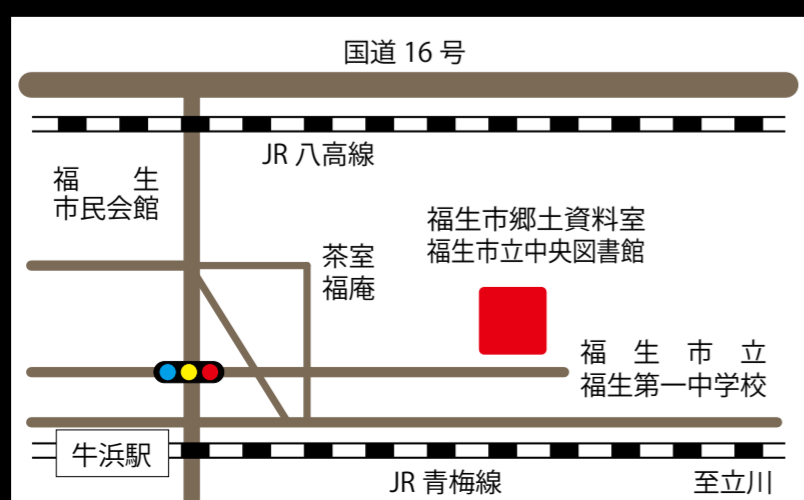 国道 16 号
JR 八高線
福生
市民会館
福生市郷土資料室
福生市立中央図書館
茶室
福庵
福生市立
福生第一中学校
牛浜駅
JR 青梅線
至立川